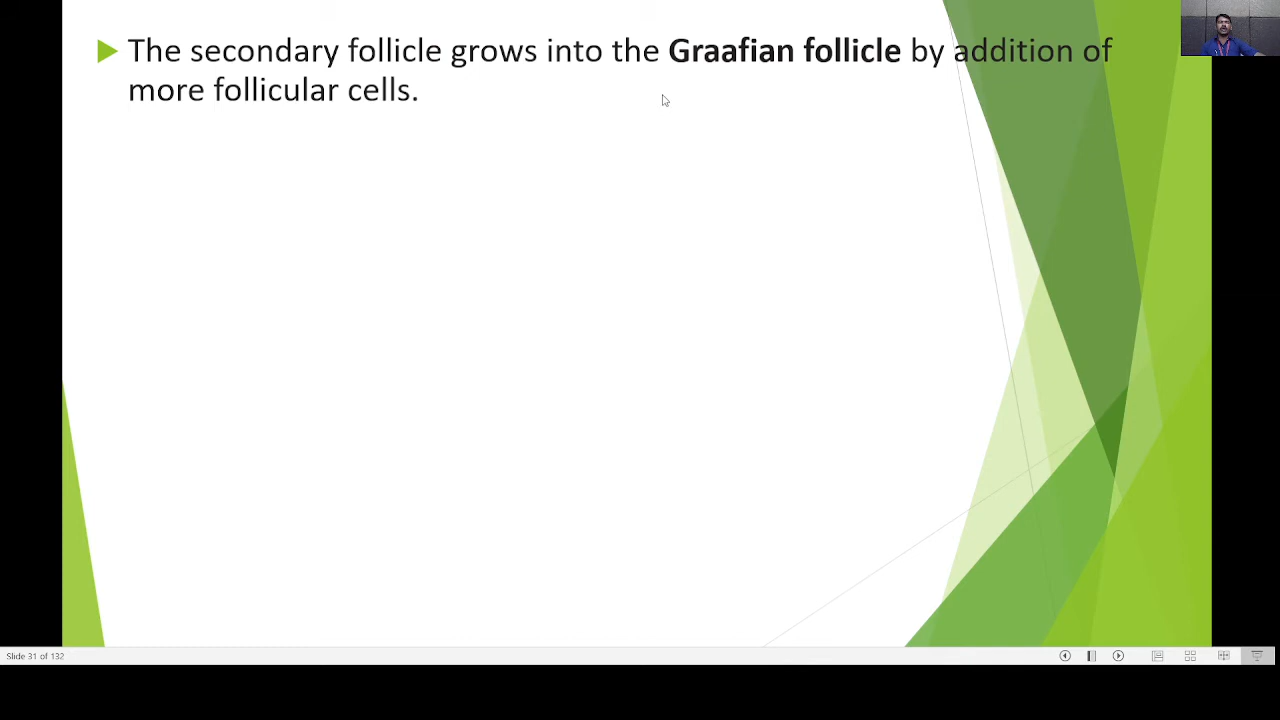 The secondary follicle grows into the Graafian follicle by addition of
more follicular cells.
Slide 31 of 132